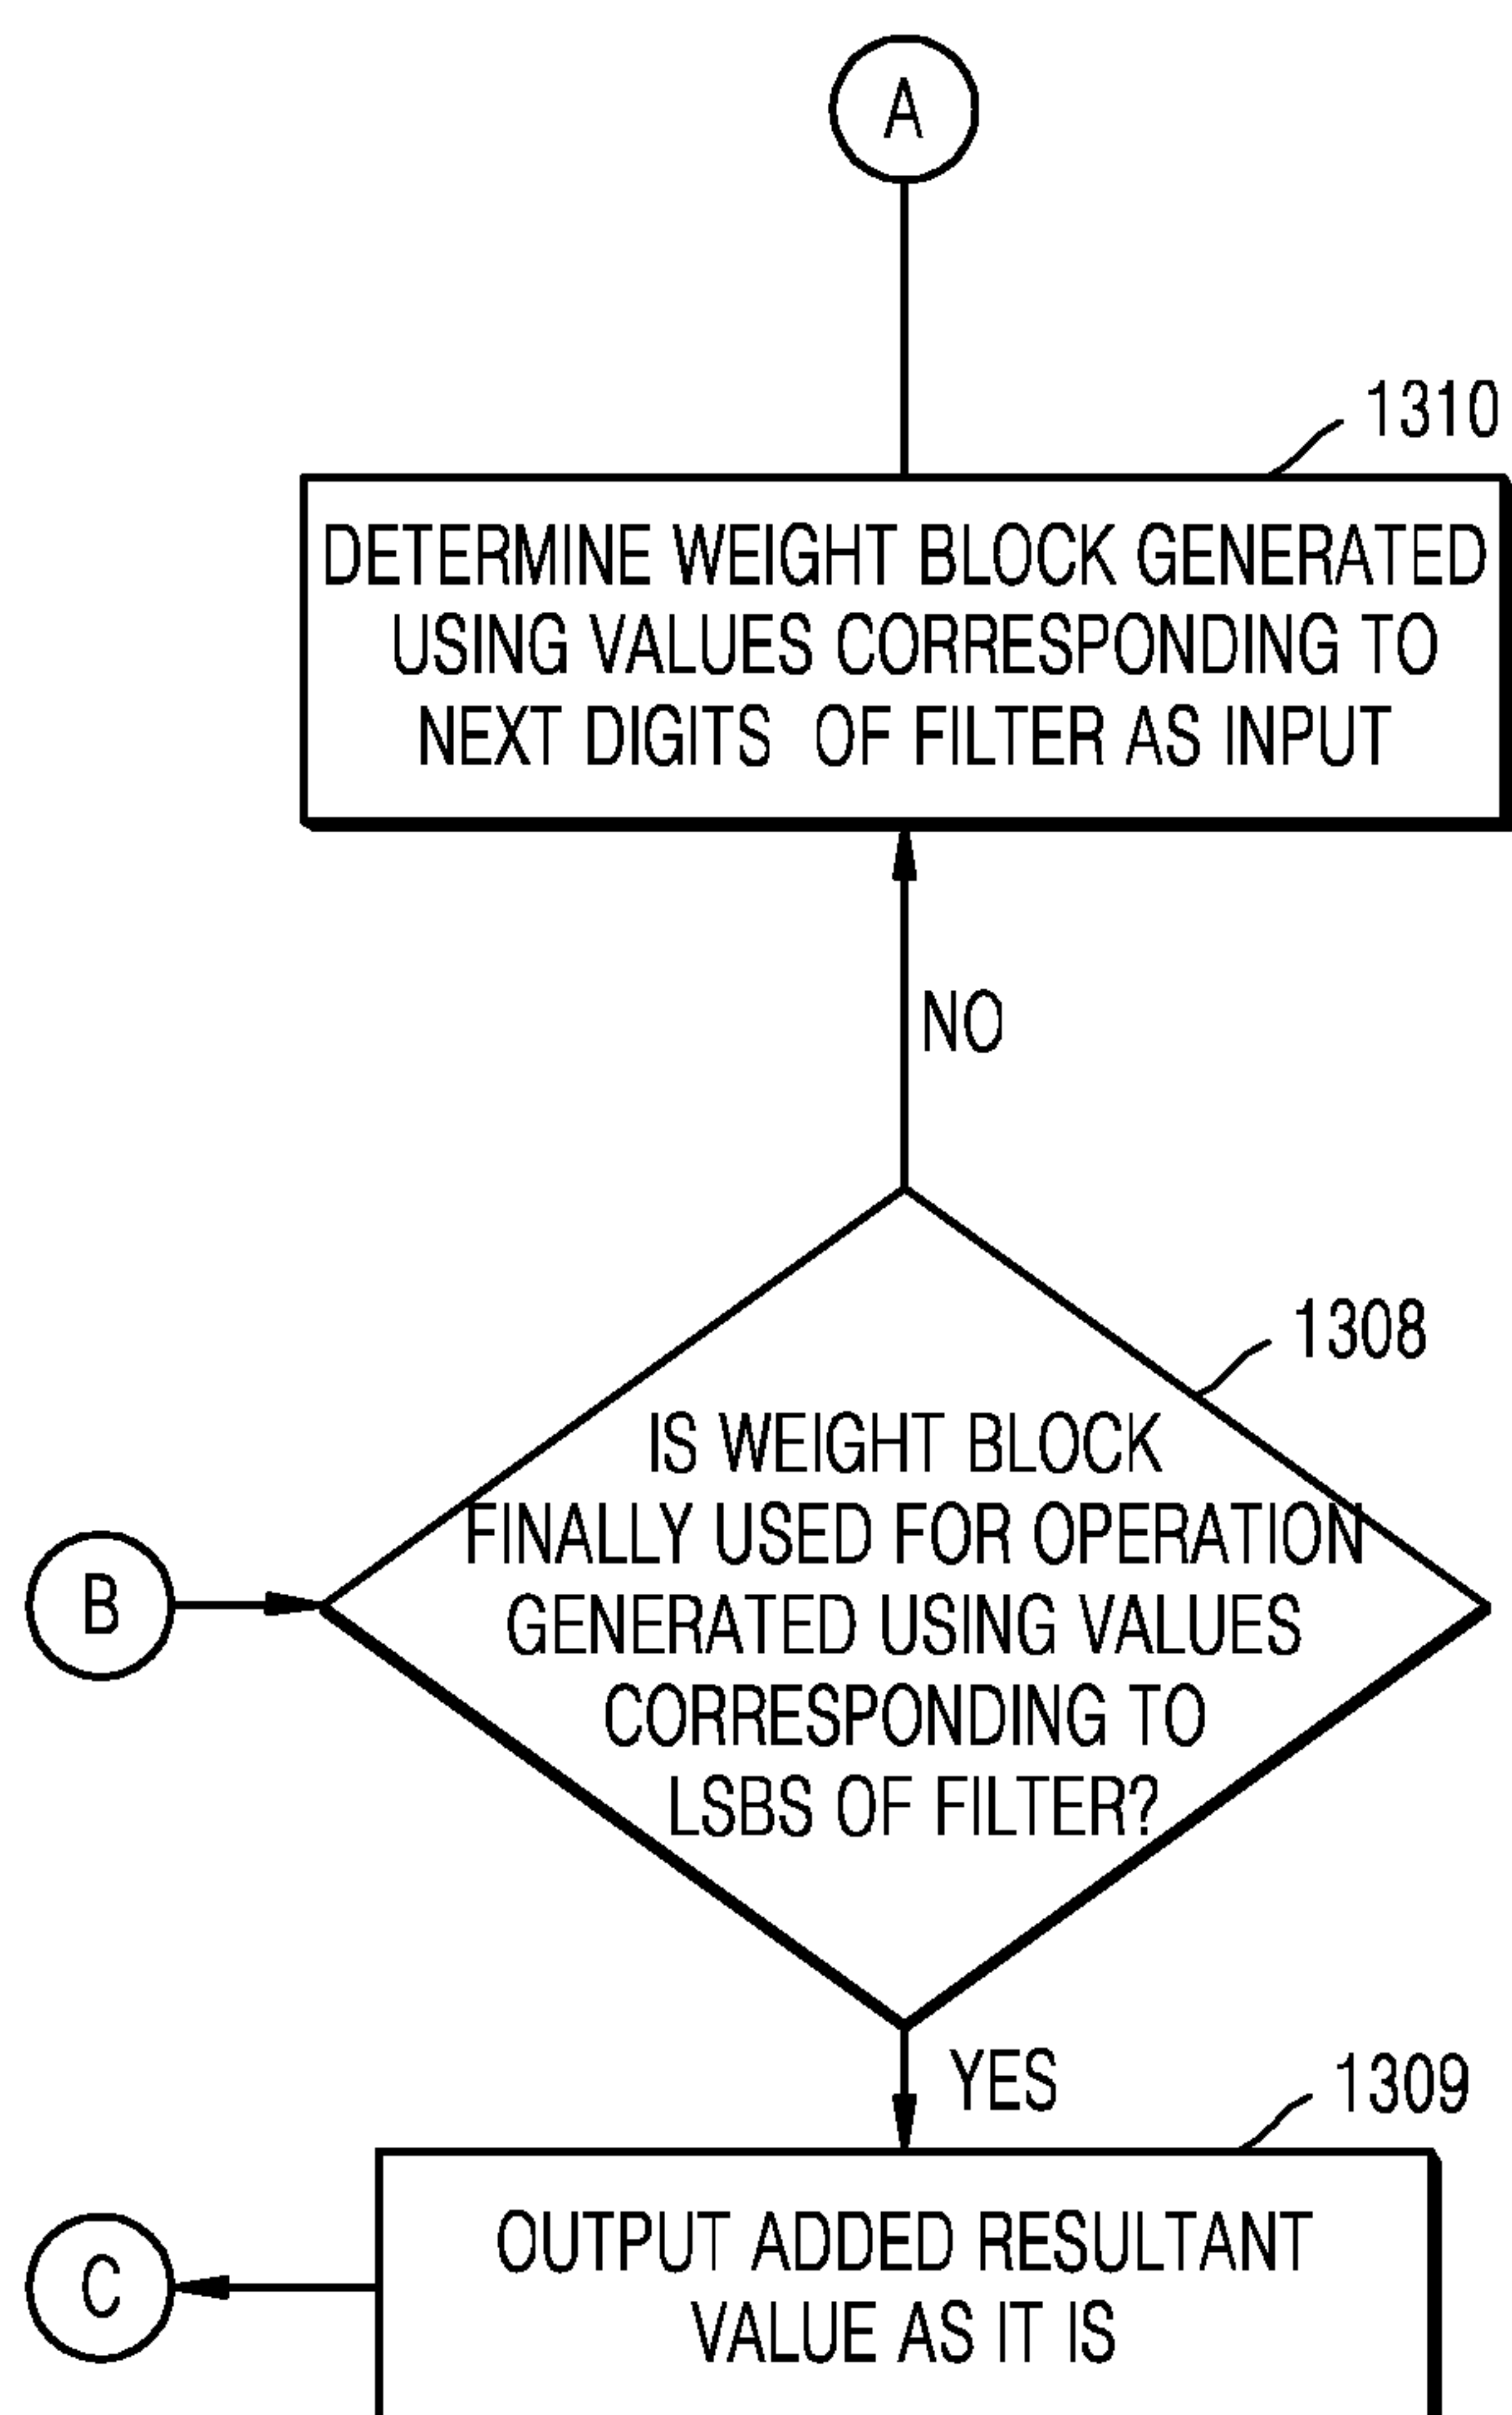 A
1310
DETERMINE WEIGHT BLOCK GENERATED
USING VALUES CORRESPONDING TO
NEXT DIGITS OF FILTER AS INPUT
NO
1308
IS WEIGHT BLOCK
FINALLY USED FOR OPERATION
GENERATED USING VALUES
CORRESPONDING TO
LSBS OF FILTER?
B
YES
1309
OUTPUT ADDED RESULTANT
VALUE AS IT IS
C